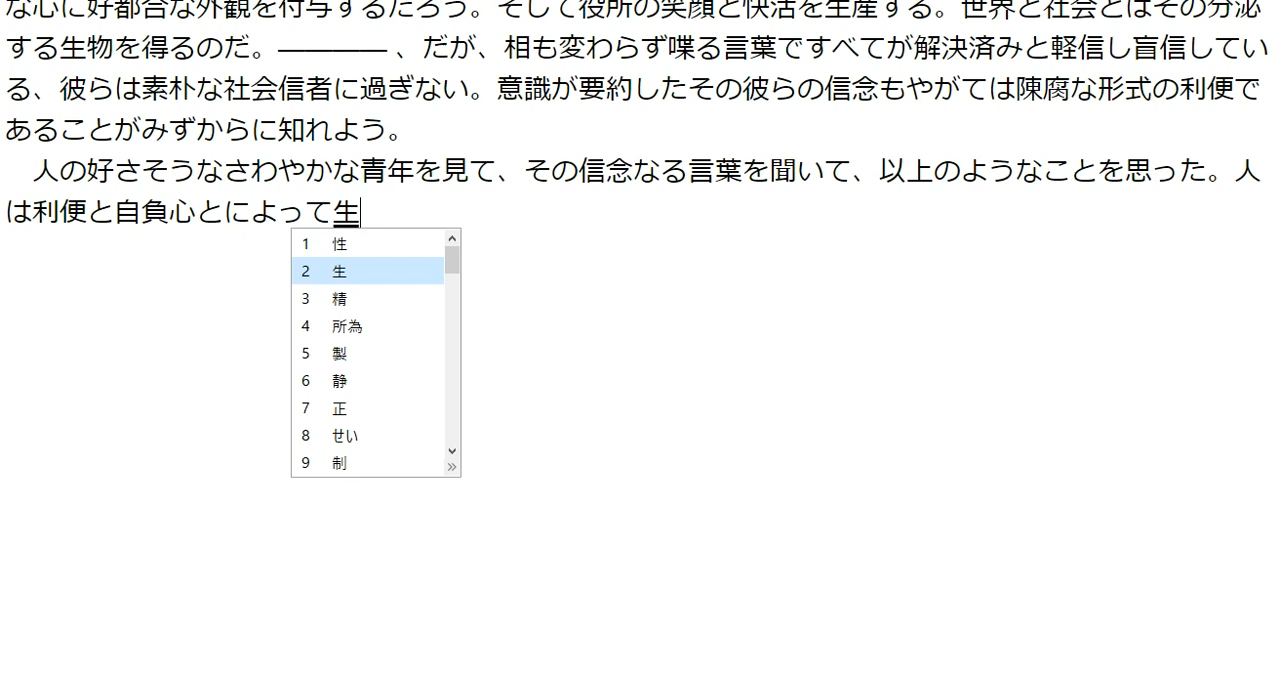 な心に好都合な外観を付与するだろう。そして役所の笑顔と快活を生産する。世界と社会とはその分泌
する生物を得るのだ。――――、だが、相も変わらず喋る言葉ですべてが解決済みと軽信し盲信してい
る、彼らは素朴な社会信者に過ぎない。意識が要約したその彼らの信念もやがては陳腐な形式の利便で
あることがみずからに知れよう。
　人の好さそうなさわやかな青年を見て、その信念なる言葉を聞いて、以上のようなことを思った。人
は利便と自負心とによって生
1 性
2 生
3 精
4 所為
5 製
6 静
7 正
8 せい
9 制